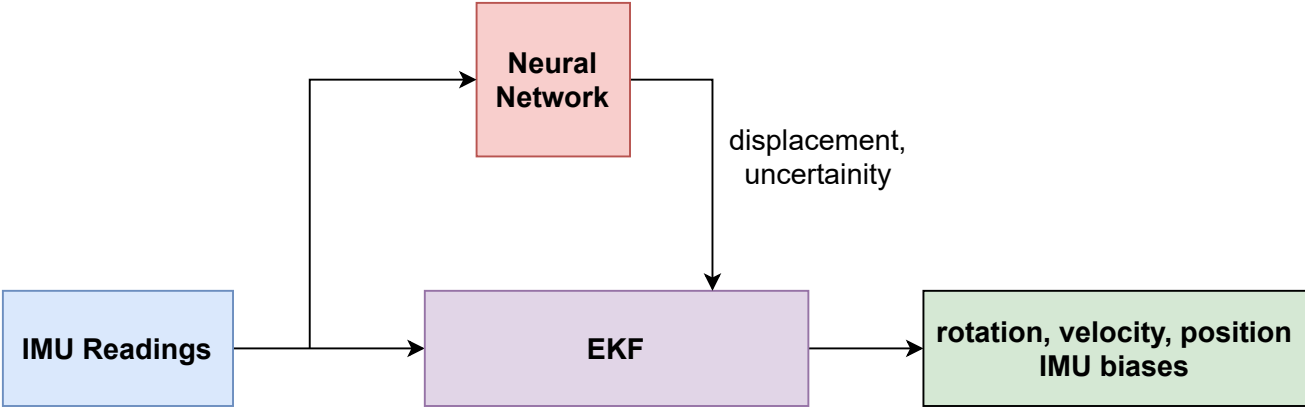 Neural
Network
displacement,
uncertainity
IMU Readings
EKF
rotation, velocity, position
IMU biases